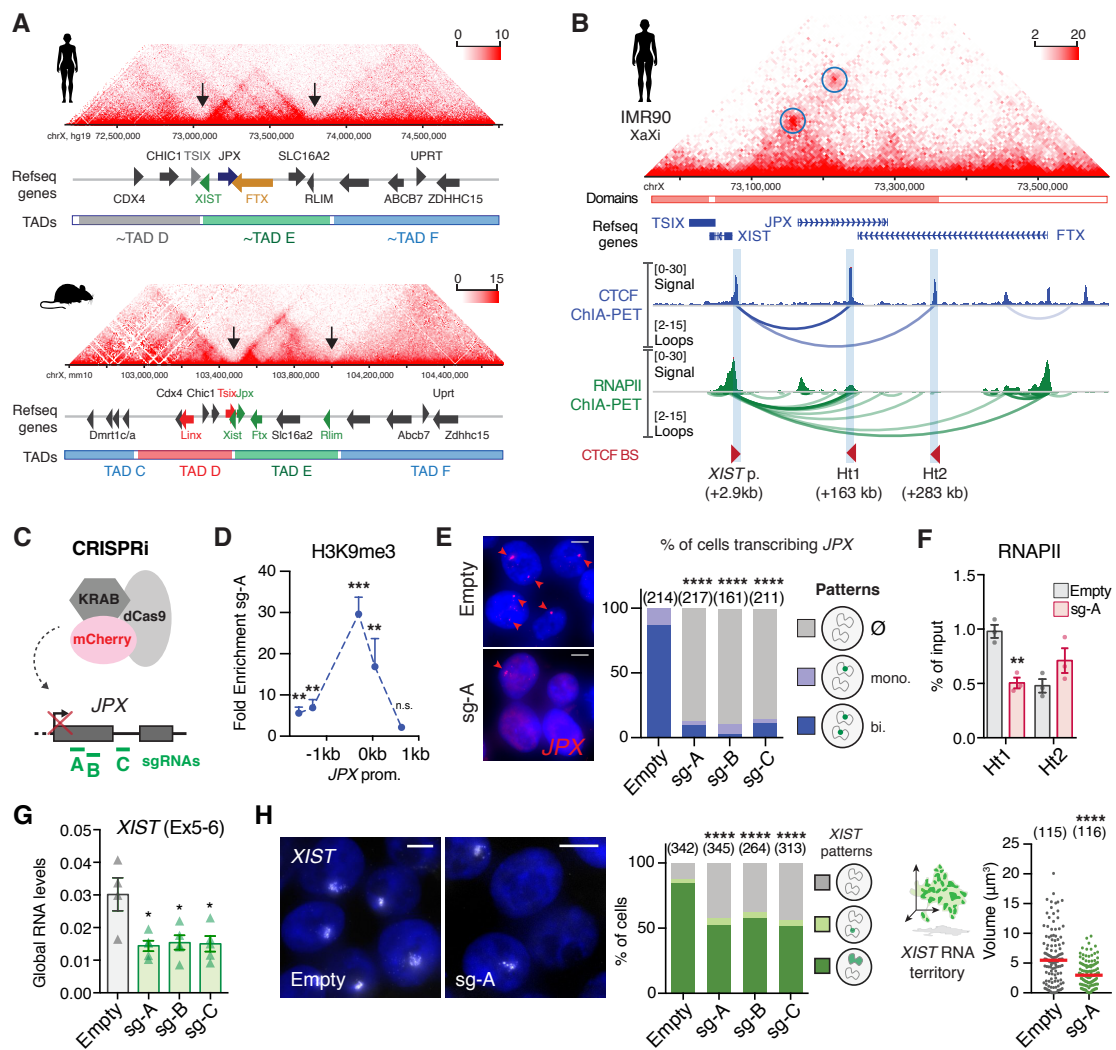 A
0 10
chrX, hg19
72,500,000 73,000,000 73,500,000 74,000,000 74,500,000
CHIC1 TSIX JPX SLC16A2 UPRT
Refseq
genes
CDX4 XIST FTX RLIM ABCB7 ZDHHC15
TADs
~TAD D ~TAD E ~TAD F
0 15
chrX, mm10
103,000,000 103,400,000 103,800,000 104,200,000 104,400,000
Cdx4 Chic1 Tsix Jpx Uprt
Refseq
genes
Dmrt1c/a Linx Xist Ftx Slc16a2 Rlim Abcb7 Zdhhc15
TADs
TAD C TAD D TAD E TAD F
B
2 20
IMR90
XaXi
chrX 73,100,000 73,300,000 73,500,000
Domains
Refseq
genes
TSIX JPX
XIST FTX
[0-30]
Signal
CTCF
ChIA-PET
[2-15]
Loops
[0-30]
Signal
RNAPII
ChIA-PET
[2-15]
Loops
CTCF BS
XIST p. Ht1 Ht2
(+2.9kb) (+163 kb) (+283 kb)
C
CRISPRi
KRAB
dCas9
mCherry
JPX
A B C sgRNAs
D
H3K9me3
Fold Enrichment sg-A
40
30
20
10
0
** ** *** ** n.s.
-1kb 0kb 1kb
JPX prom.
E
Empty
sg-A
JPX
% of cells transcribing JPX
**** **** ****
(214) (217) (161) (211)
100
50
0
Empty sg-A sg-B sg-C
Patterns
Ø
mono.
bi.
F
RNAPII
Empty
sg-A
% of input
1.5
1.0
0.5
0.0
**
Ht1 Ht2
G
XIST (Ex5-6)
Global RNA levels
0.05
0.04
0.03
0.02
0.01
0.00
* * *
Empty sg-A sg-B sg-C
H
XIST
Empty
sg-A
**** **** ****
(342) (345) (264) (313)
% of cells
100
50
0
Empty sg-A sg-B sg-C
XIST
patterns
XIST RNA
territory
****
(115) (116)
Volume (µm³)
25
20
15
10
5
0
Empty sg-A